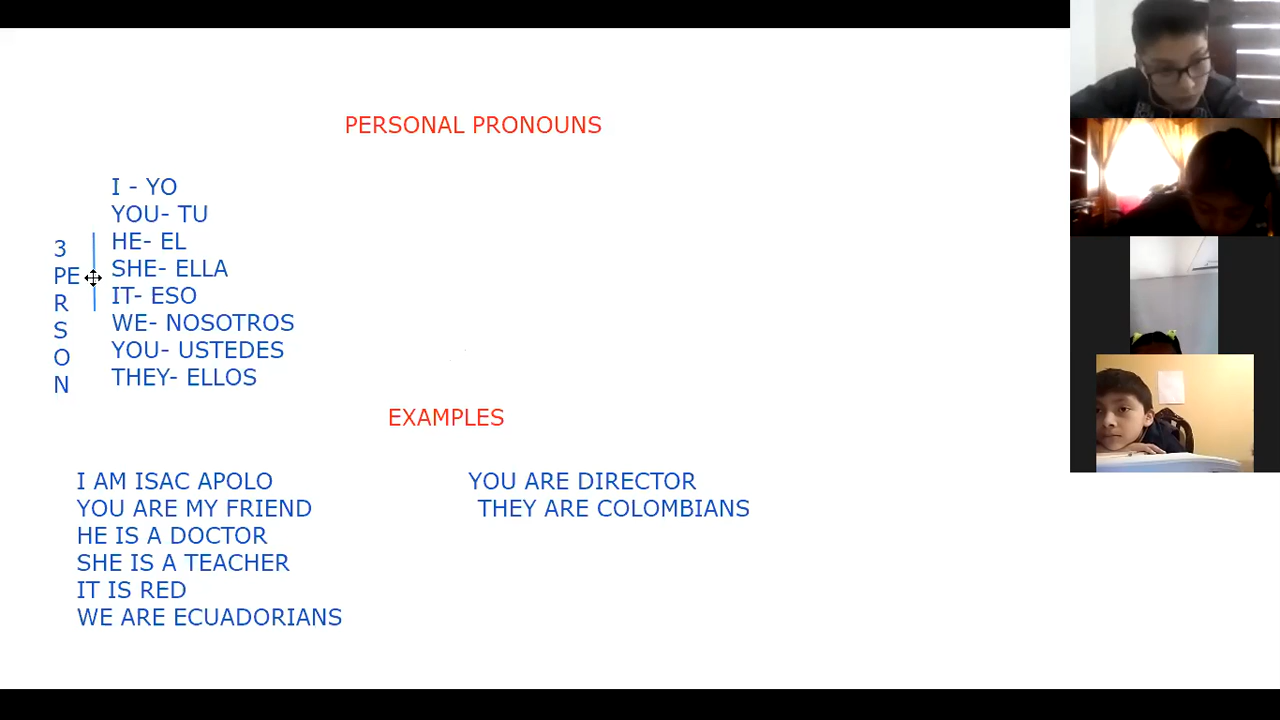 PERSONAL PRONOUNS
I - YO
YOU- TU
HE- EL
SHE- ELLA
IT- ESO
WE- NOSOTROS
YOU- USTEDES
THEY- ELLOS
3
PE
R
S
O
N
EXAMPLES
I AM ISAC APOLO
YOU ARE MY FRIEND
HE IS A DOCTOR
SHE IS A TEACHER
IT IS RED
WE ARE ECUADORIANS
YOU ARE DIRECTOR
THEY ARE COLOMBIANS